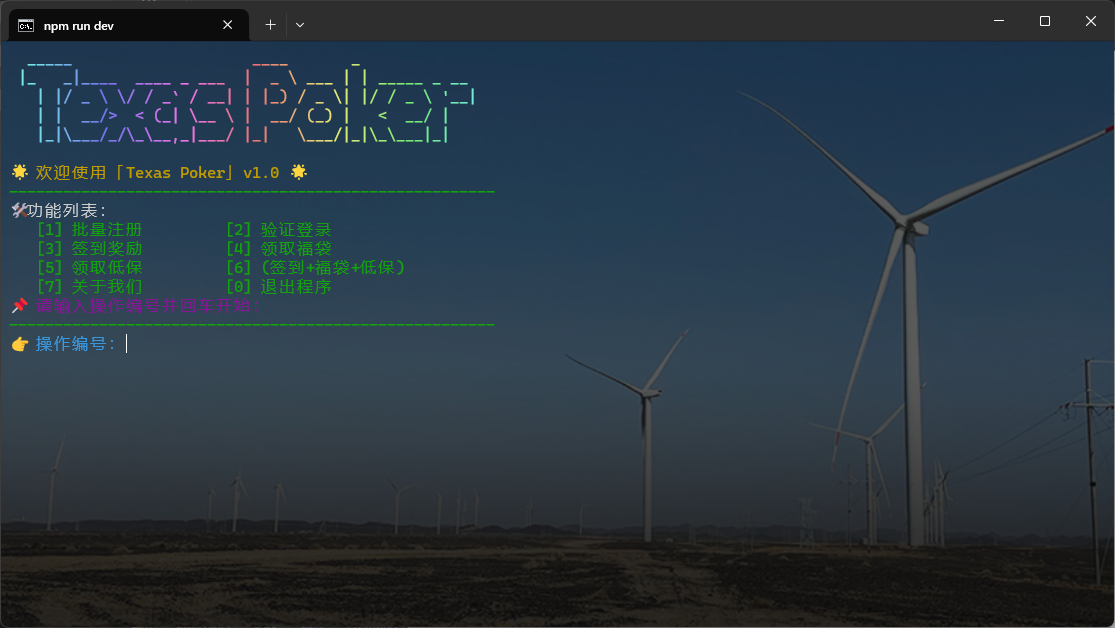 npm run dev
Texas Poker
🌟 欢迎使用「Texas Poker」v1.0 🌟
🛠️功能列表:
[1] 批量注册 [2] 验证登录
[3] 签到奖励 [4] 领取福袋
[5] 领取低保 [6] (签到+福袋+低保)
[7] 关于我们 [0] 退出程序
📌 请输入操作编号并回车开始:
👉 操作编号: